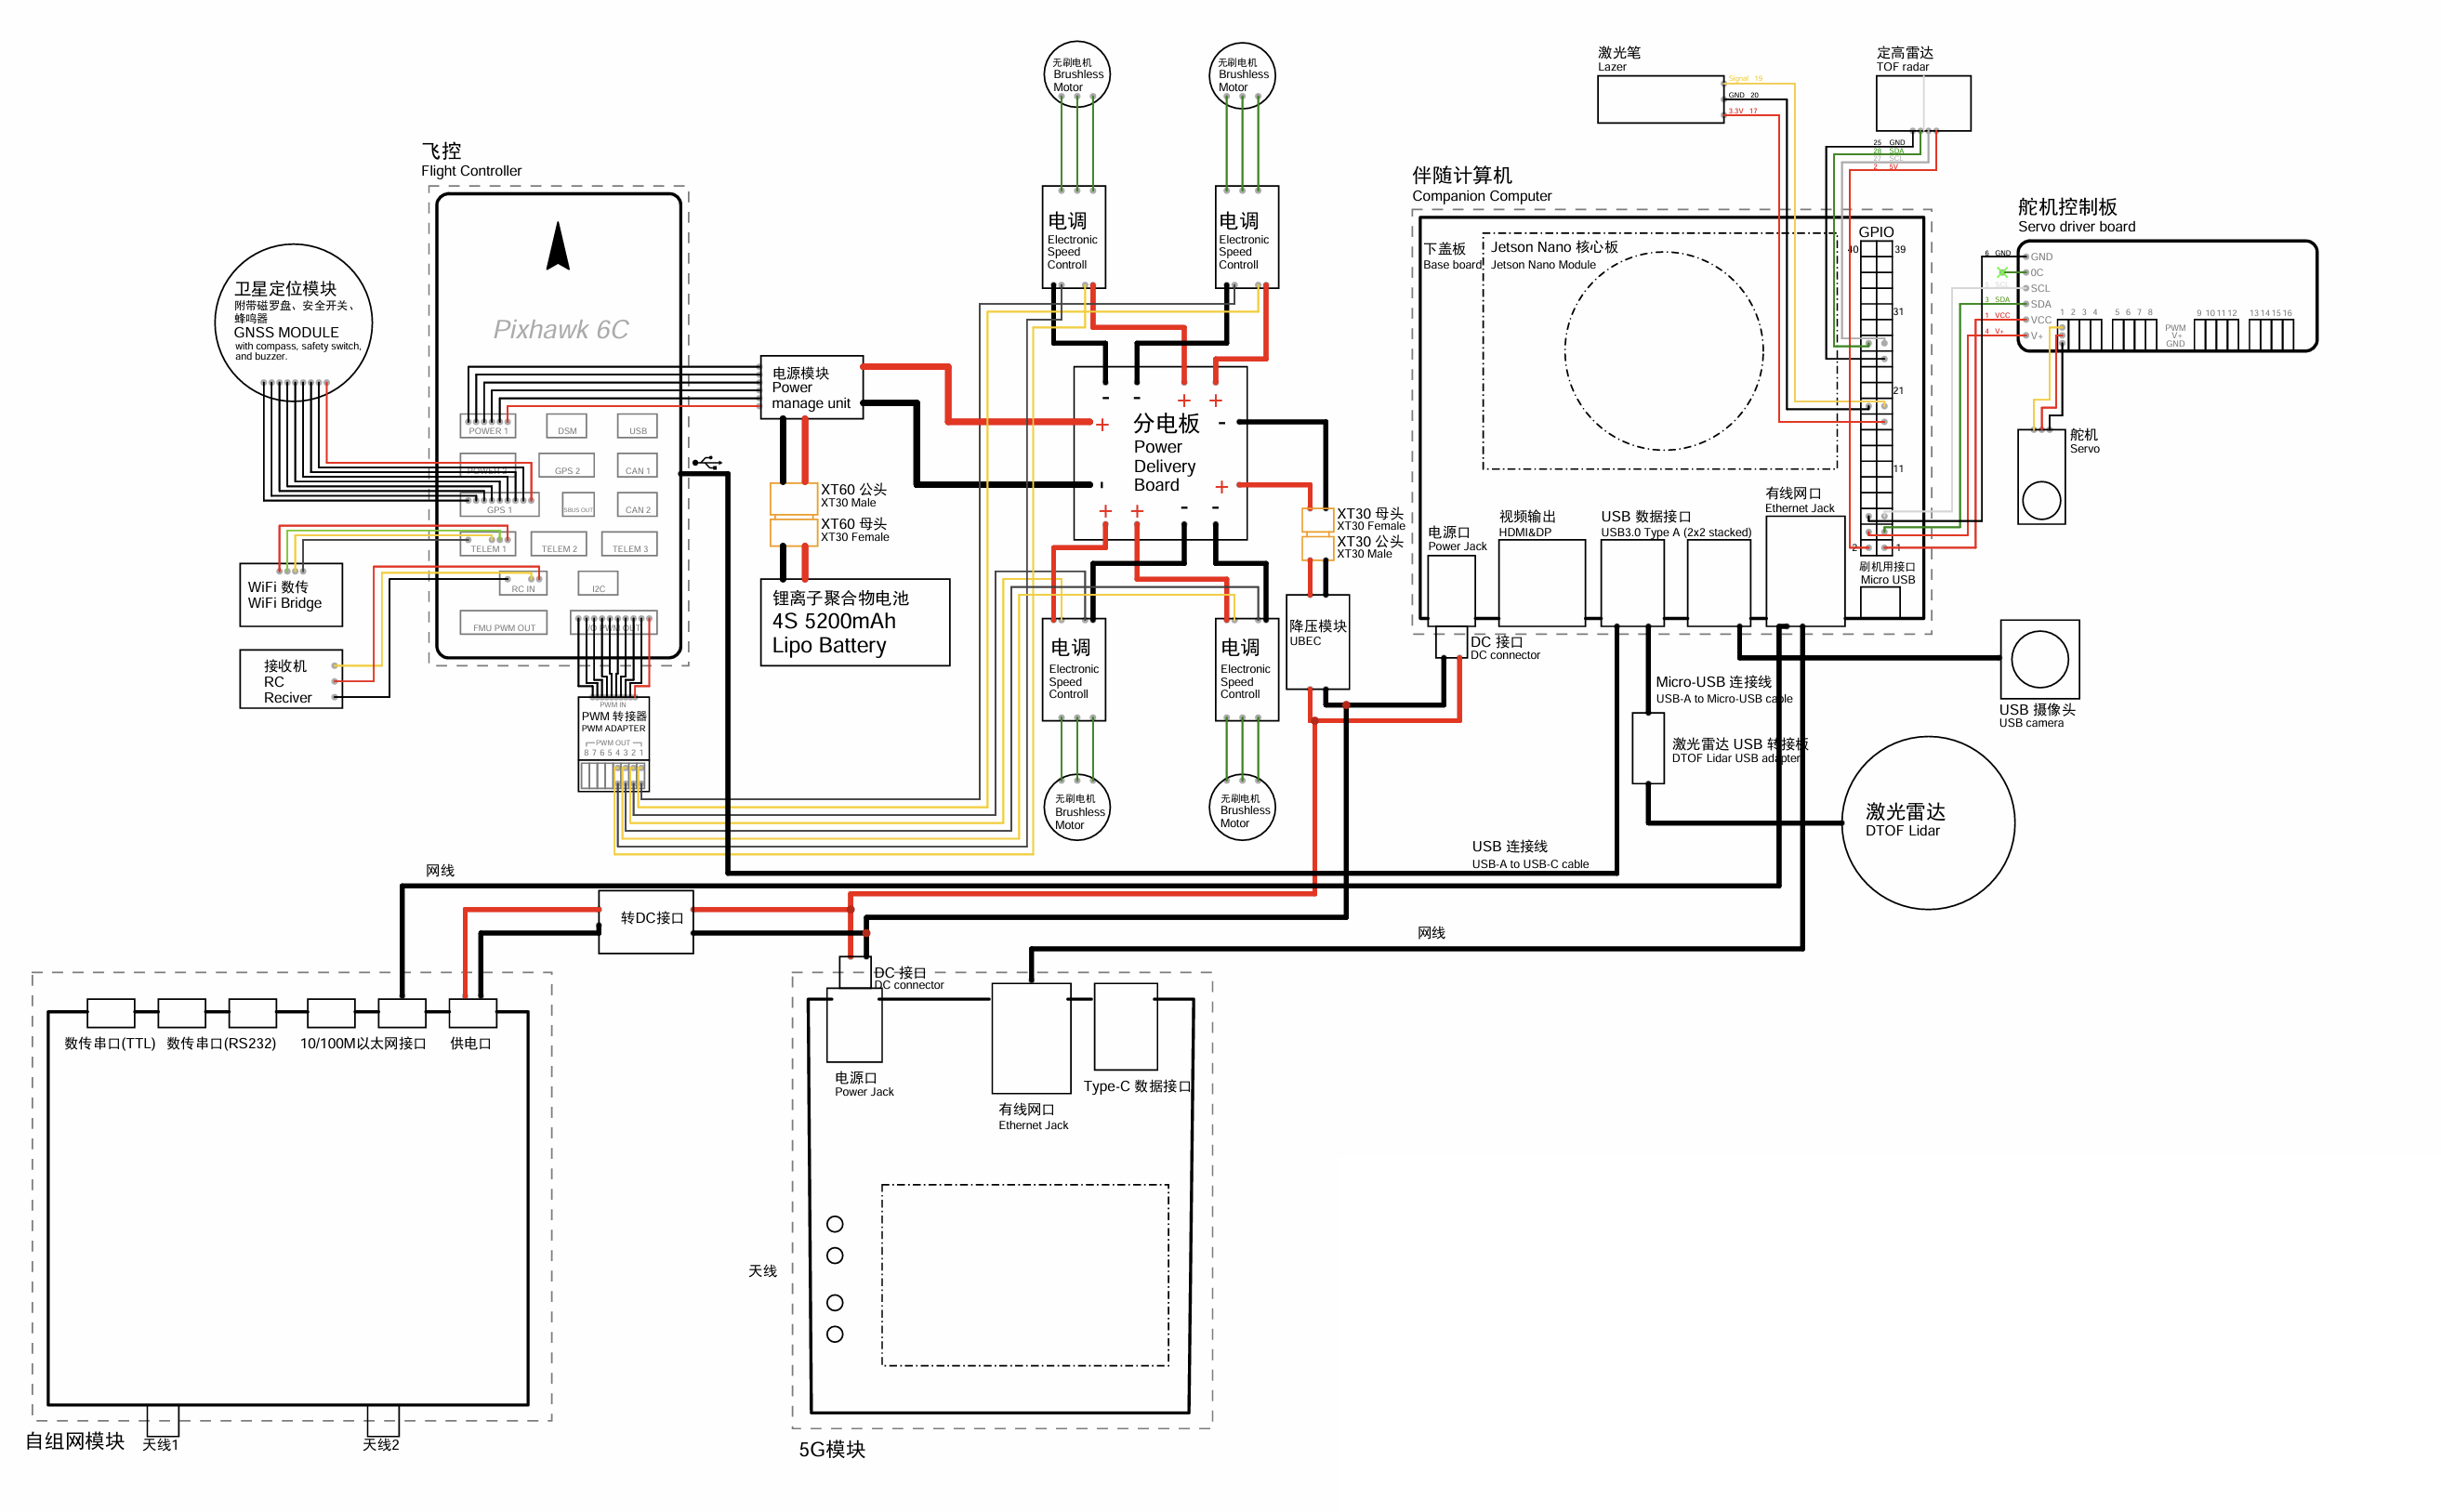 无刷电机
Brushless
Motor
无刷电机
Brushless
Motor
激光笔
Lazer
Signal 19
GND 20
3.3V 17
定高雷达
TOF radar
25 GND
28 SDA
27 SCL
2 5V
飞控
Flight Controller
Pixhawk 6C
卫星定位模块
附带磁罗盘、安全开关、
蜂鸣器
GNSS MODULE
with compass, safety switch,
and buzzer.
POWER 1
DSM
USB
POWER 2
GPS 2
CAN 1
GPS 1
SBUS OUT
CAN 2
TELEM 1
TELEM 2
TELEM 3
RC IN
I2C
FMU PWM OUT
I/O PWM OUT
WiFi 数传
WiFi Bridge
接收机
RC
Reciver
PWM IN
PWM 转接器
PWM ADAPTER
PWM OUT
8 7 6 5 4 3 2 1
电源模块
Power
manage unit
XT60 公头
XT30 Male
XT60 母头
XT30 Female
锂离子聚合物电池
4S 5200mAh
Lipo Battery
电调
Electronic
Speed
Controll
电调
Electronic
Speed
Controll
- - + +
+ -
分电板
Power
Delivery
Board
- +
+ + - -
XT30 母头
XT30 Female
XT30 公头
XT30 Male
降压模块
UBEC
电调
Electronic
Speed
Controll
电调
Electronic
Speed
Controll
无刷电机
Brushless
Motor
无刷电机
Brushless
Motor
伴随计算机
Companion Computer
下盖板
Base board
Jetson Nano 核心板
Jetson Nano Module
GPIO
40 39
31
21
11
2 1
电源口
Power Jack
视频输出
HDMI&DP
USB 数据接口
USB3.0 Type A (2x2 stacked)
有线网口
Ethernet Jack
刷机用接口
Micro USB
DC 接口
DC connector
舵机控制板
Servo driver board
6 GND
SCL
3 SDA
1 VCC
4 V+
GND
0C
SCL
SDA
VCC
V+
1 2 3 4
5 6 7 8
PWM
V+
GND
9 10 11 12
13 14 15 16
舵机
Servo
USB 摄像头
USB camera
Micro-USB 连接线
USB-A to Micro-USB cable
激光雷达 USB 转接板
DTOF Lidar USB adapter
激光雷达
DTOF Lidar
USB 连接线
USB-A to USB-C cable
网线
网线
转DC接口
数传串口(TTL)
数传串口(RS232)
10/100M以太网接口
供电口
自组网模块
天线1
天线2
DC 接口
DC connector
电源口
Power Jack
有线网口
Ethernet Jack
Type-C 数据接口
天线
5G模块